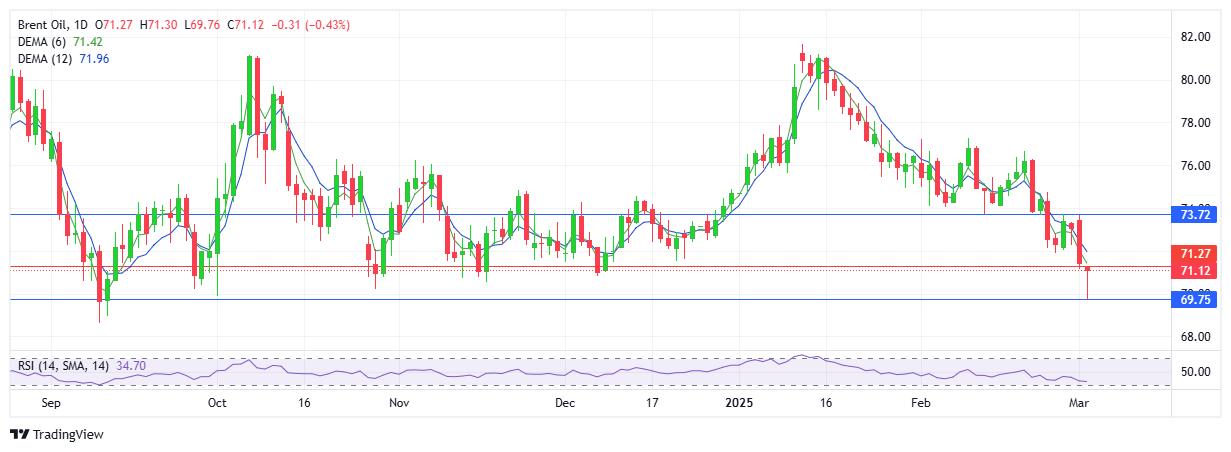 Brent Oil, 1D O71.27 H71.30 L69.76 C71.12 −0.31 (−0.43%)
DEMA (6) 71.42
DEMA (12) 71.96
82.00
80.00
78.00
76.00
73.72
71.27
71.12
69.75
68.00
RSI (14, SMA, 14) 34.70
50.00
Sep Oct 16 Nov Dec 17 2025 16 Feb Mar
TradingView